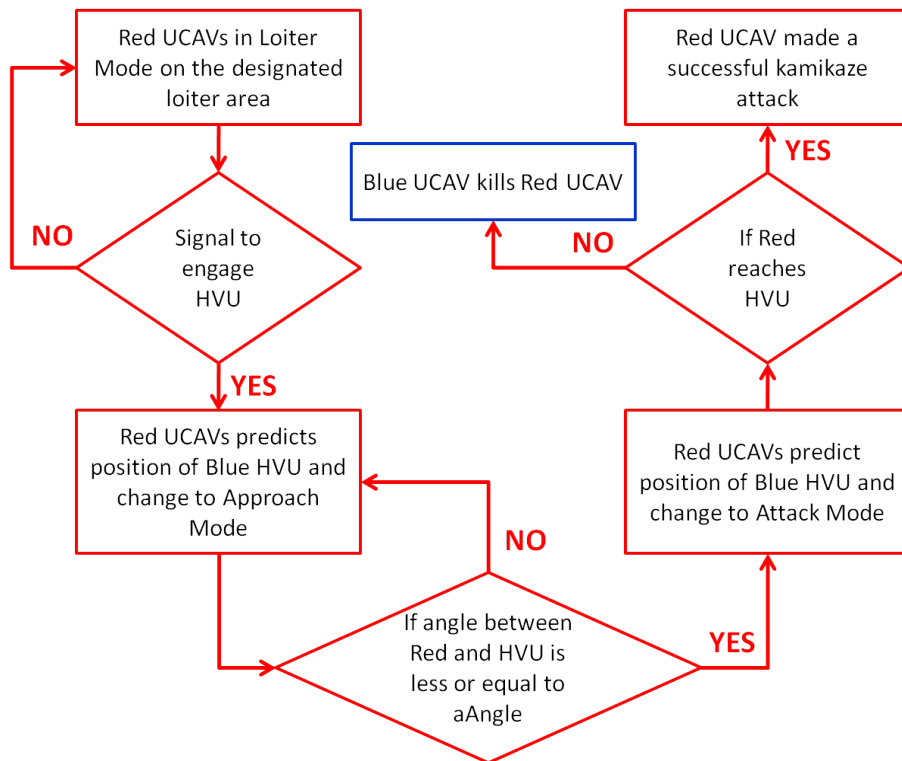 Red UCAVs in Loiter
Mode on the designated
loiter area
NO
Signal to
engage
HVU
YES
Red UCAVs predicts
position of Blue HVU and
change to Approach
Mode
NO
If angle between
Red and HVU is
less or equal to
aAngle
YES
Red UCAVs predict
position of Blue HVU and
change to Attack Mode
If Red
reaches
HVU
NO
Blue UCAV kills Red UCAV
YES
Red UCAV made a
successful kamikaze
attack